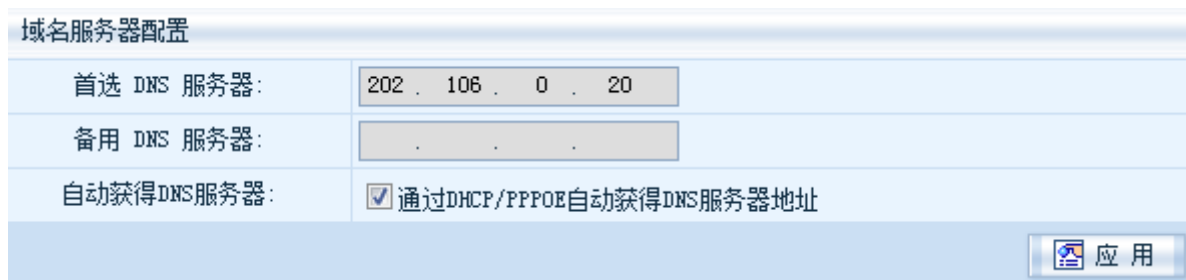 域名服务器配置
首选 DNS 服务器:
202 . 106 . 0 . 20
备用 DNS 服务器:
. . .
自动获得DNS服务器:
通过DHCP/PPPOE自动获得DNS服务器地址
应 用